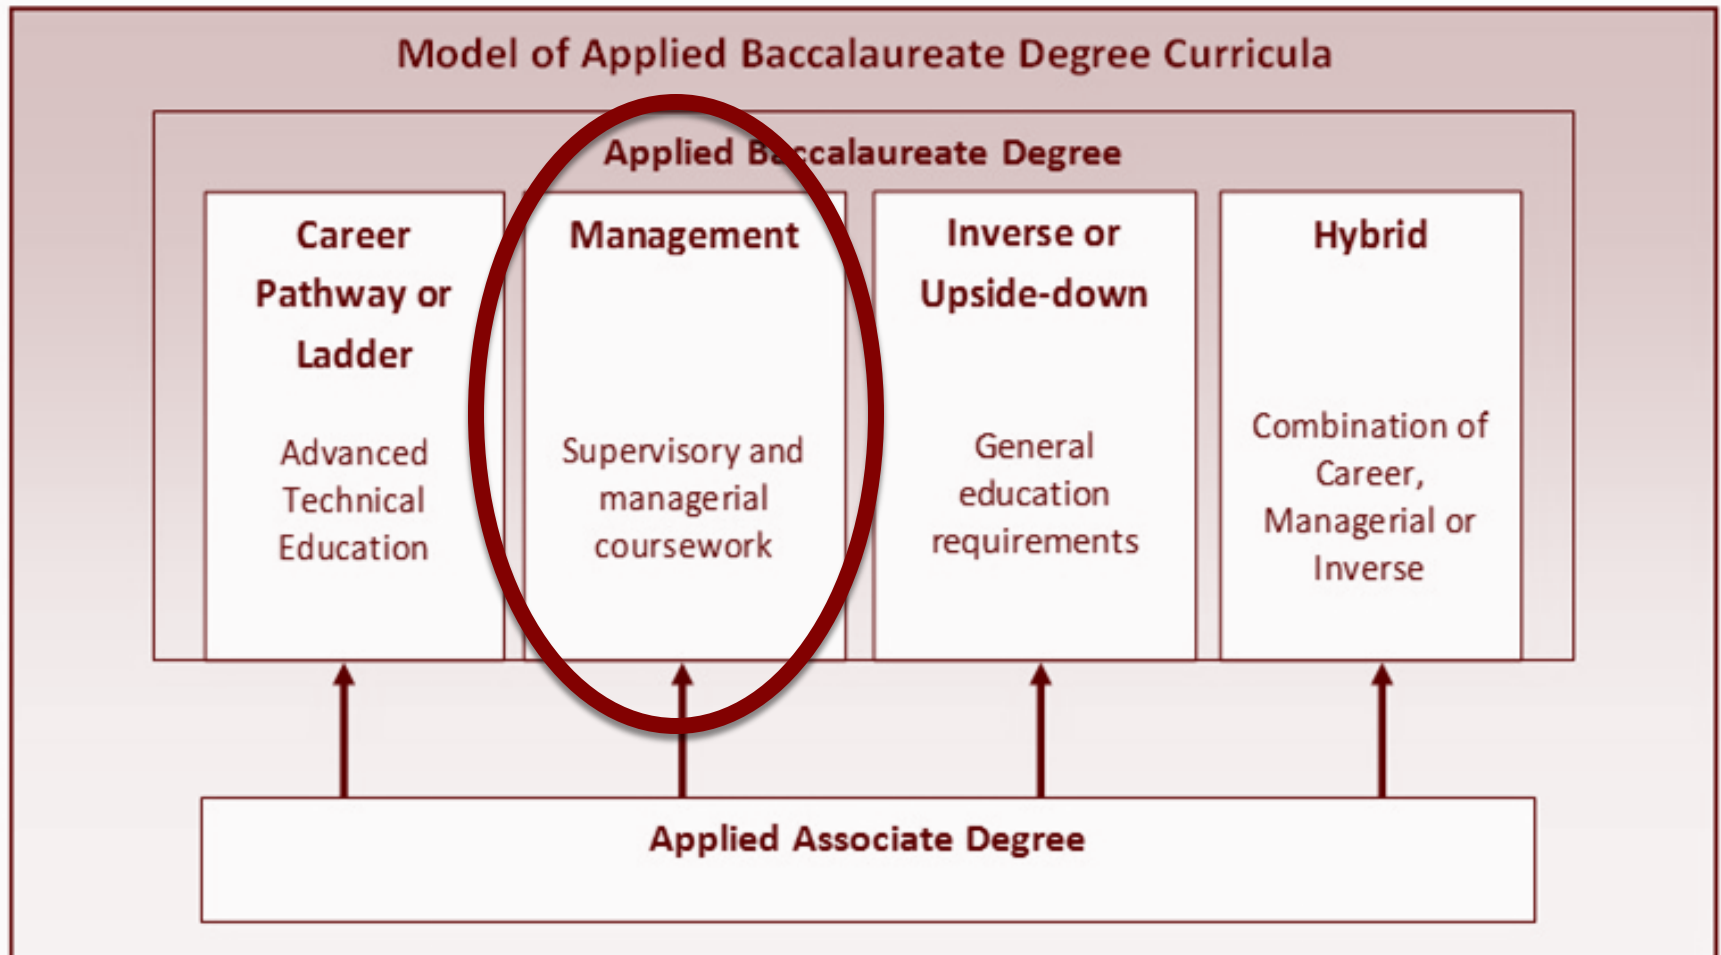 Model of Applied Baccalaureate Degree Curricula
Applied Baccalaureate Degree
Career
Pathway or
Ladder
Advanced
Technical
Education
Management
Supervisory and
managerial
coursework
Inverse or
Upside-down
General
education
requirements
Hybrid
Combination of
Career,
Managerial or
Inverse
Applied Associate Degree